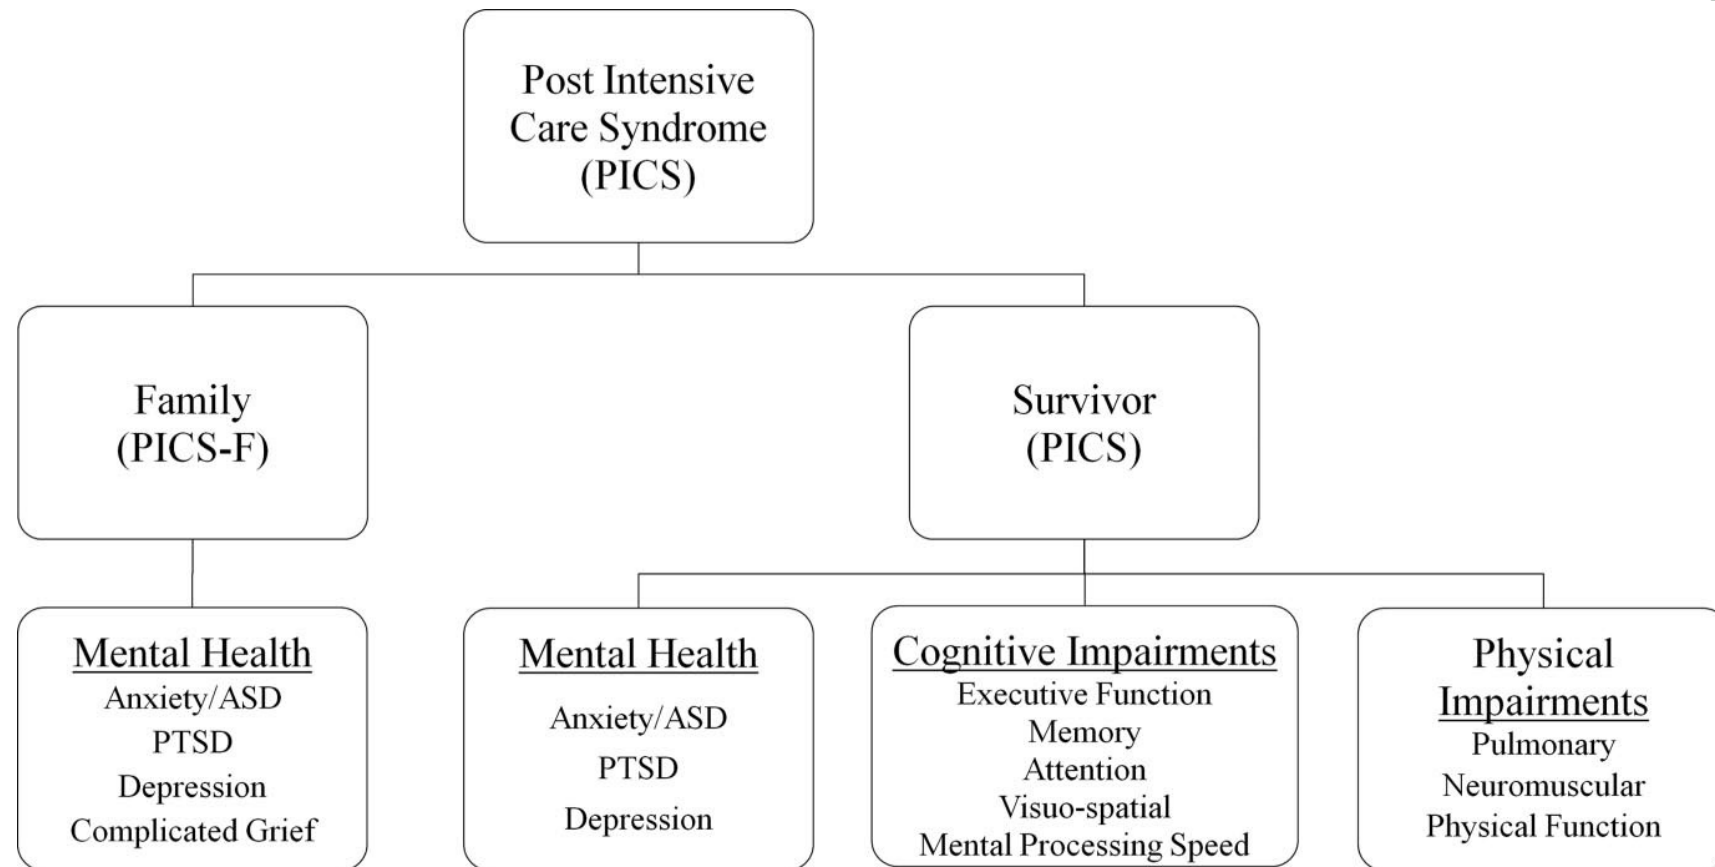 Post Intensive
Care Syndrome
(PICS)
Family
(PICS-F)
Survivor
(PICS)
Mental Health
Anxiety/ASD
PTSD
Depression
Complicated Grief
Mental Health
Anxiety/ASD
PTSD
Depression
Cognitive Impairments
Executive Function
Memory
Attention
Visuo-spatial
Mental Processing Speed
Physical
Impairments
Pulmonary
Neuromuscular
Physical Function